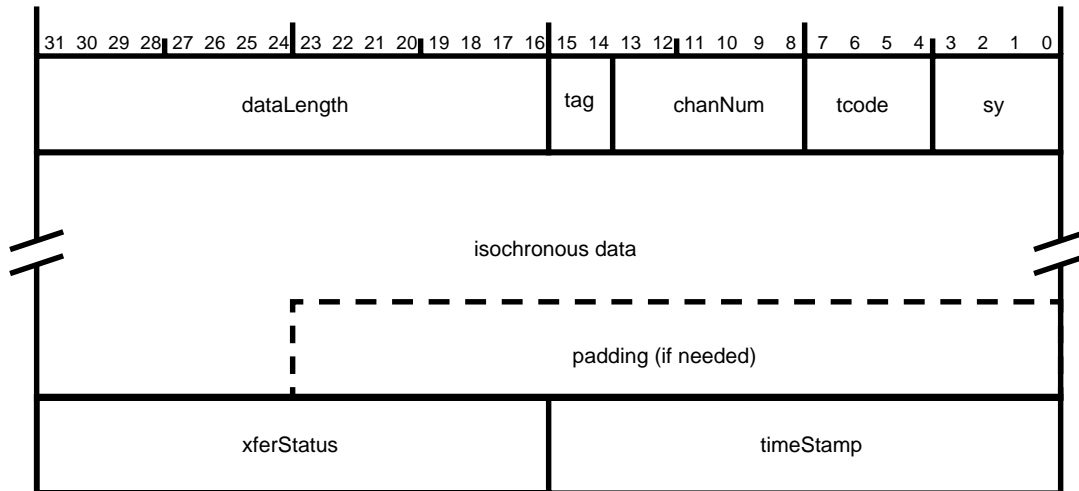 31 30 29 28 27 26 25 24 23 22 21 20 19 18 17 16 15 14 13 12 11 10 9 8 7 6 5 4 3 2 1 0
dataLength tag chanNum tcode sy
isochronous data
padding (if needed)
xferStatus timeStamp